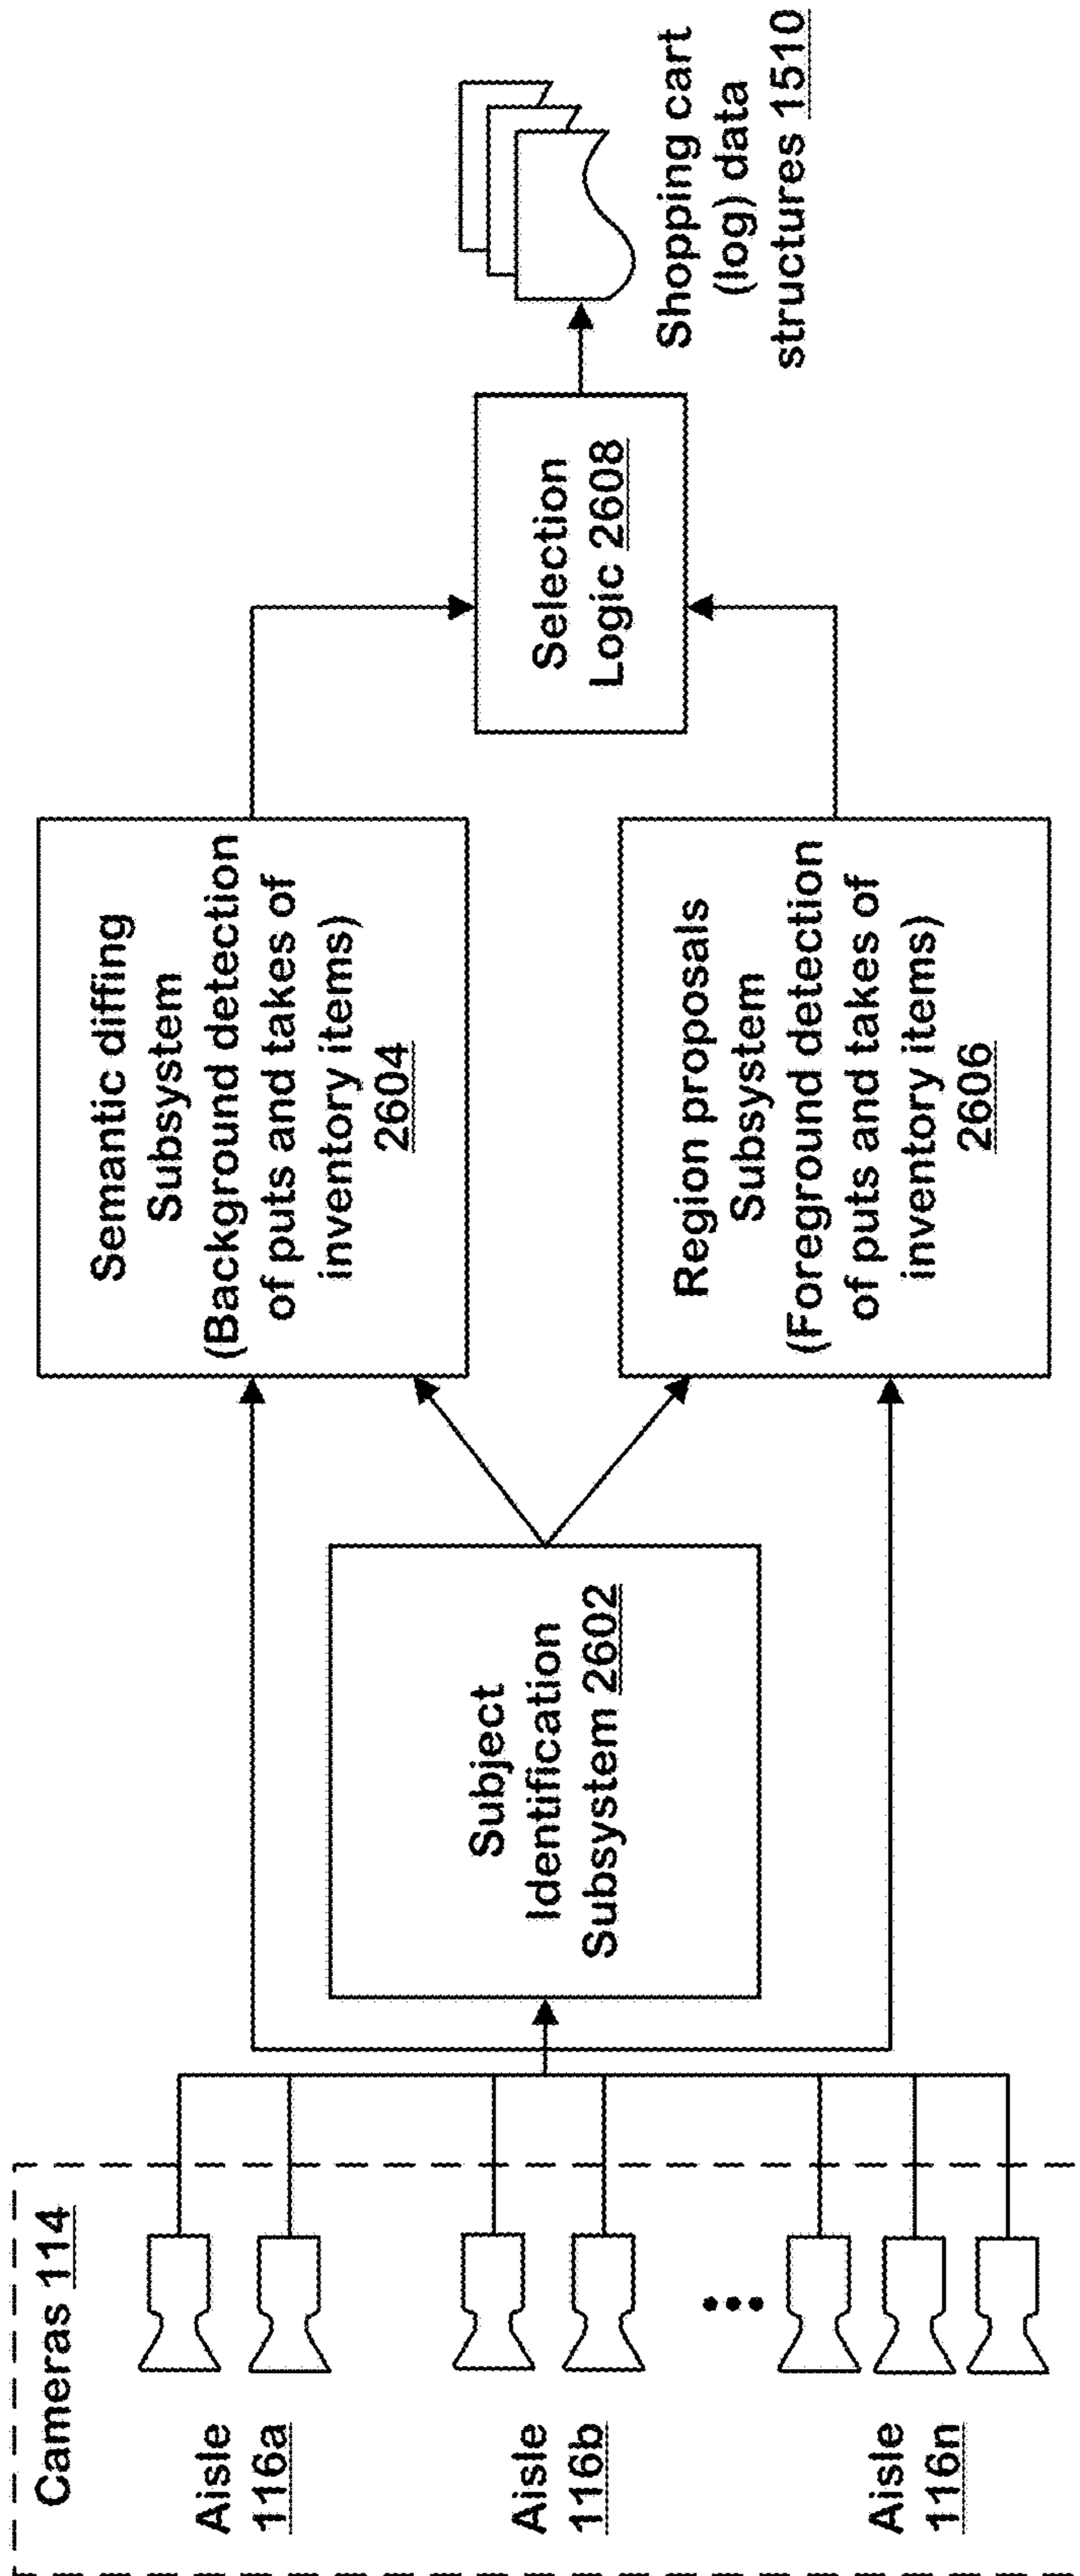 Cameras 114
Aisle
116a
Aisle
116b
Aisle
116n
Subject
Identification
Subsystem 2602
Semantic diffing
Subsystem
(Background detection
of puts and takes of
inventory items)
2604
Region proposals
Subsystem
(Foreground detection
of puts and takes of
inventory items)
2606
Selection
Logic 2608
Shopping cart
(log) data
structures 1510